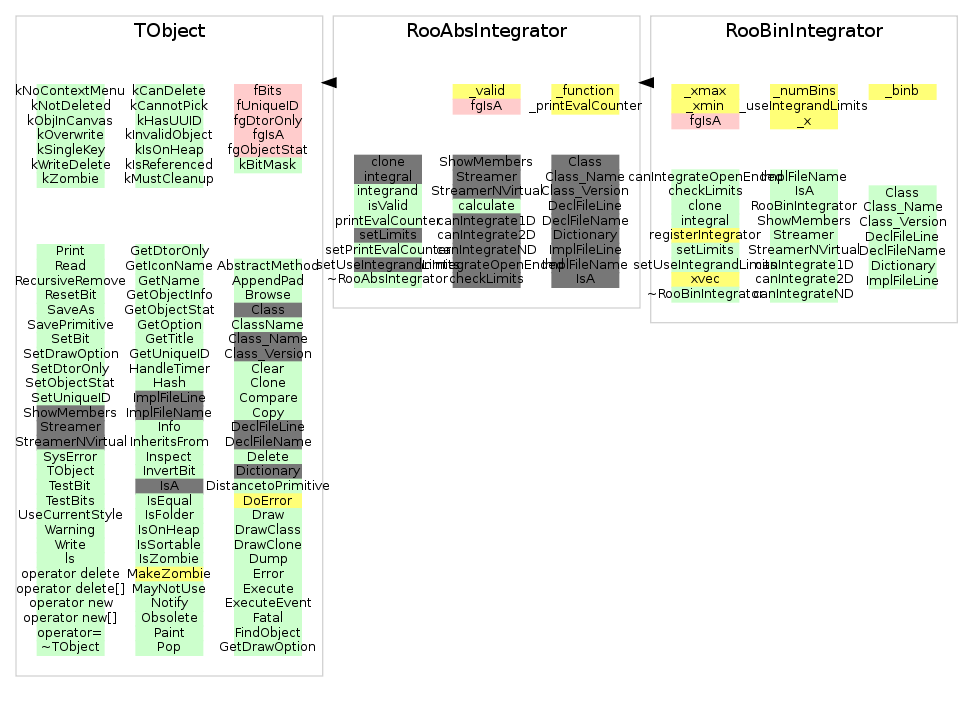 TObject
kNoContextMenu
kNotDeleted
kObjInCanvas
kOverwrite
kSingleKey
kWriteDelete
kZombie
kCanDelete
kCannotPick
kHasUUID
kInvalidObject
kIsOnHeap
kIsReferenced
kMustCleanup
fBits
fUniqueID
fgDtorOnly
fgIsA
fgObjectStat
kBitMask
Print
Read
RecursiveRemove
ResetBit
SaveAs
SavePrimitive
SetBit
SetDrawOption
SetDtorOnly
SetObjectStat
SetUniqueID
ShowMembers
Streamer
StreamerNVirtual
SysError
TObject
TestBit
TestBits
UseCurrentStyle
Warning
Write
ls
operator delete
operator delete[]
operator new
operator new[]
operator=
~TObject
GetDtorOnly
GetIconName
GetName
GetObjectInfo
GetObjectStat
GetOption
GetTitle
GetUniqueID
HandleTimer
Hash
ImplFileLine
ImplFileName
Info
InheritsFrom
Inspect
InvertBit
IsA
IsEqual
IsFolder
IsOnHeap
IsSortable
IsZombie
MakeZombie
MayNotUse
Notify
Obsolete
Paint
Pop
AbstractMethod
AppendPad
Browse
Class
ClassName
Class_Name
Class_Version
Clear
Clone
Compare
Copy
DeclFileLine
DeclFileName
Delete
Dictionary
DistancetoPrimitive
DoError
Draw
DrawClass
DrawClone
Dump
Error
Execute
ExecuteEvent
Fatal
FindObject
GetDrawOption
RooAbsIntegrator
_valid
fgIsA
_function
_printEvalCounter
clone
integral
integrand
isValid
printEvalCounter
setLimits
setPrintEvalCounter
setUseIntegrandLimits
~RooAbsIntegrator
ShowMembers
Streamer
StreamerNVirtual
calculate
canIntegrate1D
canIntegrate2D
canIntegrateND
canIntegrateOpenEnded
checkLimits
Class
Class_Name
Class_Version
DeclFileLine
DeclFileName
Dictionary
ImplFileLine
ImplFileName
IsA
RooBinIntegrator
_xmax
_xmin
fgIsA
_numBins
_useIntegrandLimits
_x
_binb
canIntegrateOpenEnded
checkLimits
clone
integral
registerIntegrator
setLimits
setUseIntegrandLimits
xvec
~RooBinIntegrator
ImplFileName
IsA
RooBinIntegrator
ShowMembers
Streamer
StreamerNVirtual
canIntegrate1D
canIntegrate2D
canIntegrateND
Class
Class_Name
Class_Version
DeclFileLine
DeclFileName
Dictionary
ImplFileLine